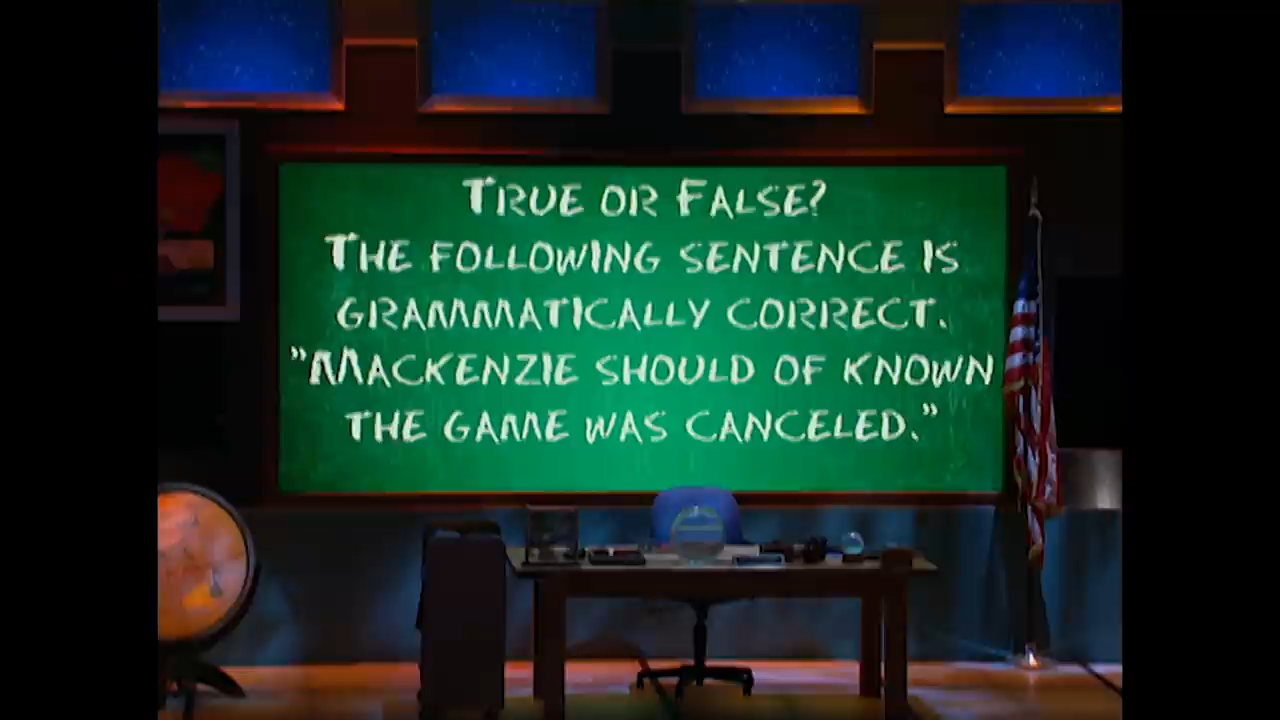 True or False?
The following sentence is
grammatically correct.
"Mackenzie should of known
the game was canceled."